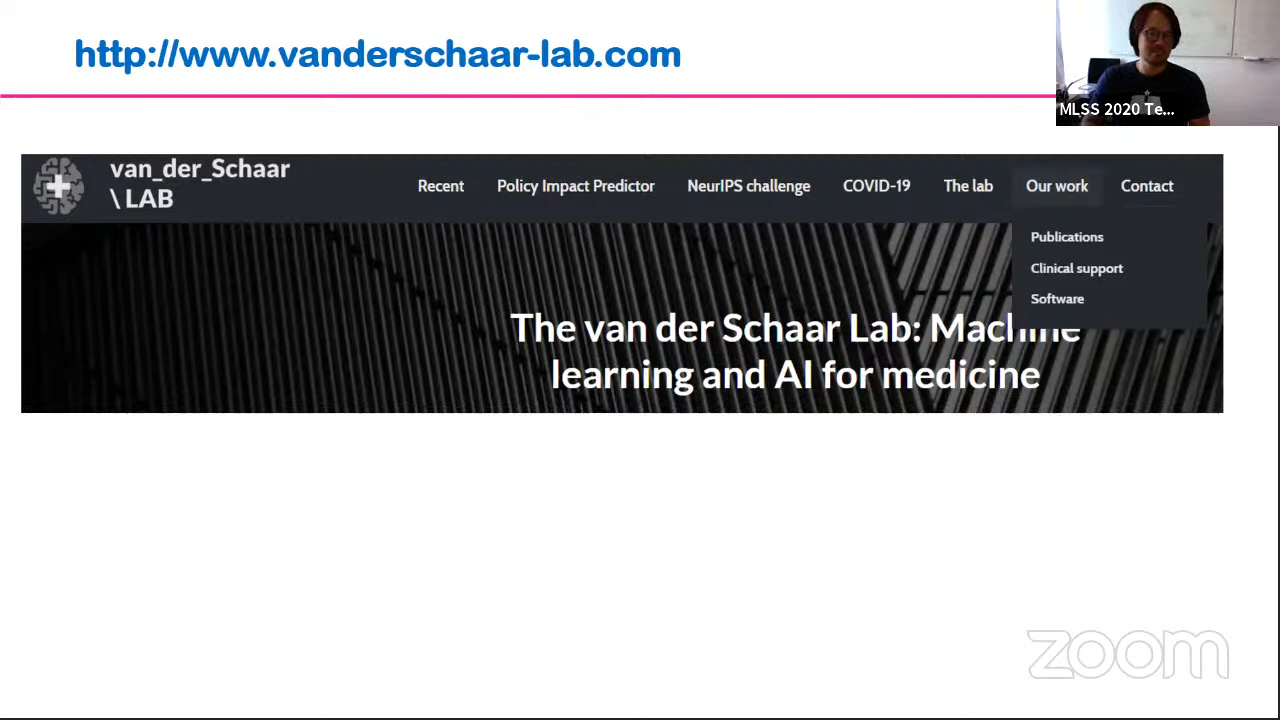 http://www.vanderschaar-lab.com
MLSS 2020 Te...
van_der_Schaar
\ LAB
Recent Policy Impact Predictor NeurIPS challenge COVID-19 The lab Our work Contact
Publications
Clinical support
Software
The van der Schaar Lab: Machine
learning and AI for medicine
zoom